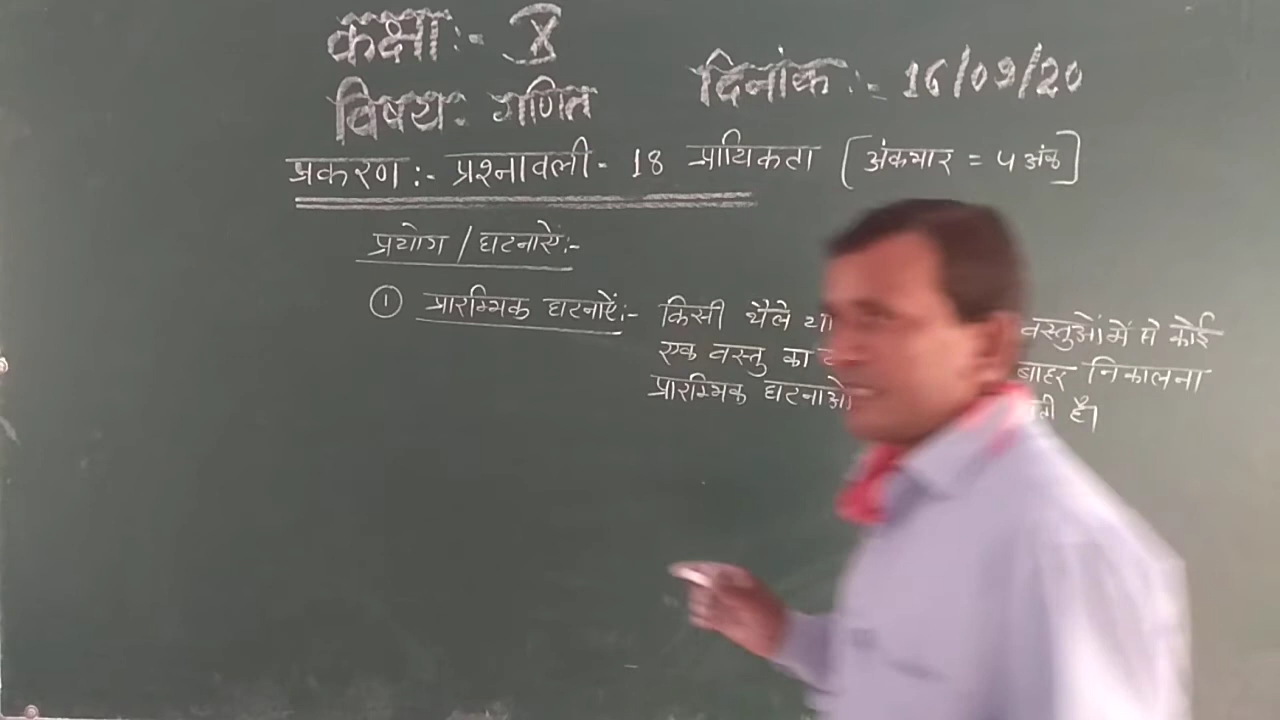 कक्षाः- X
विषयः गणित
दिनांकः- 16/09/20
प्रकरणः- प्रश्नावली - 18 प्रायिकता [अंकभार = 4 अंक]
प्रयोग / घटनाऐंः-
① प्रारम्भिक घटनाऐंः- किसी थैले या वस्तुओं में से कोई
एक वस्तु का बाहर निकालना
प्रारम्भिक घटनाओं है।